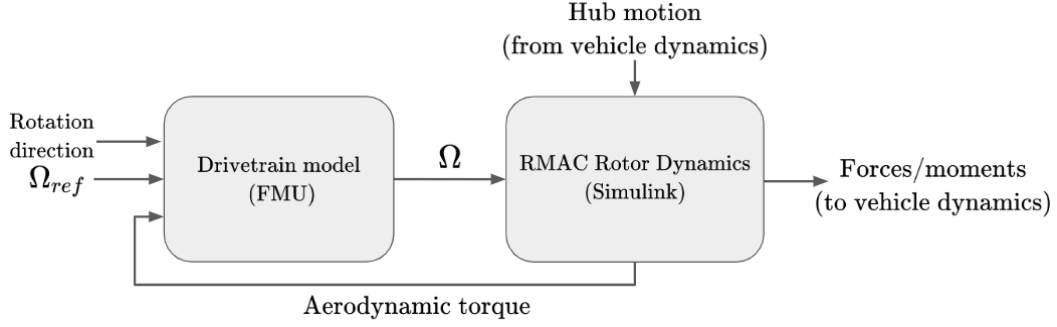 Hub motion
(from vehicle dynamics)
Rotation
direction
Ω_ref
Drivetrain model
(FMU)
Ω
RMAC Rotor Dynamics
(Simulink)
Forces/moments
(to vehicle dynamics)
Aerodynamic torque